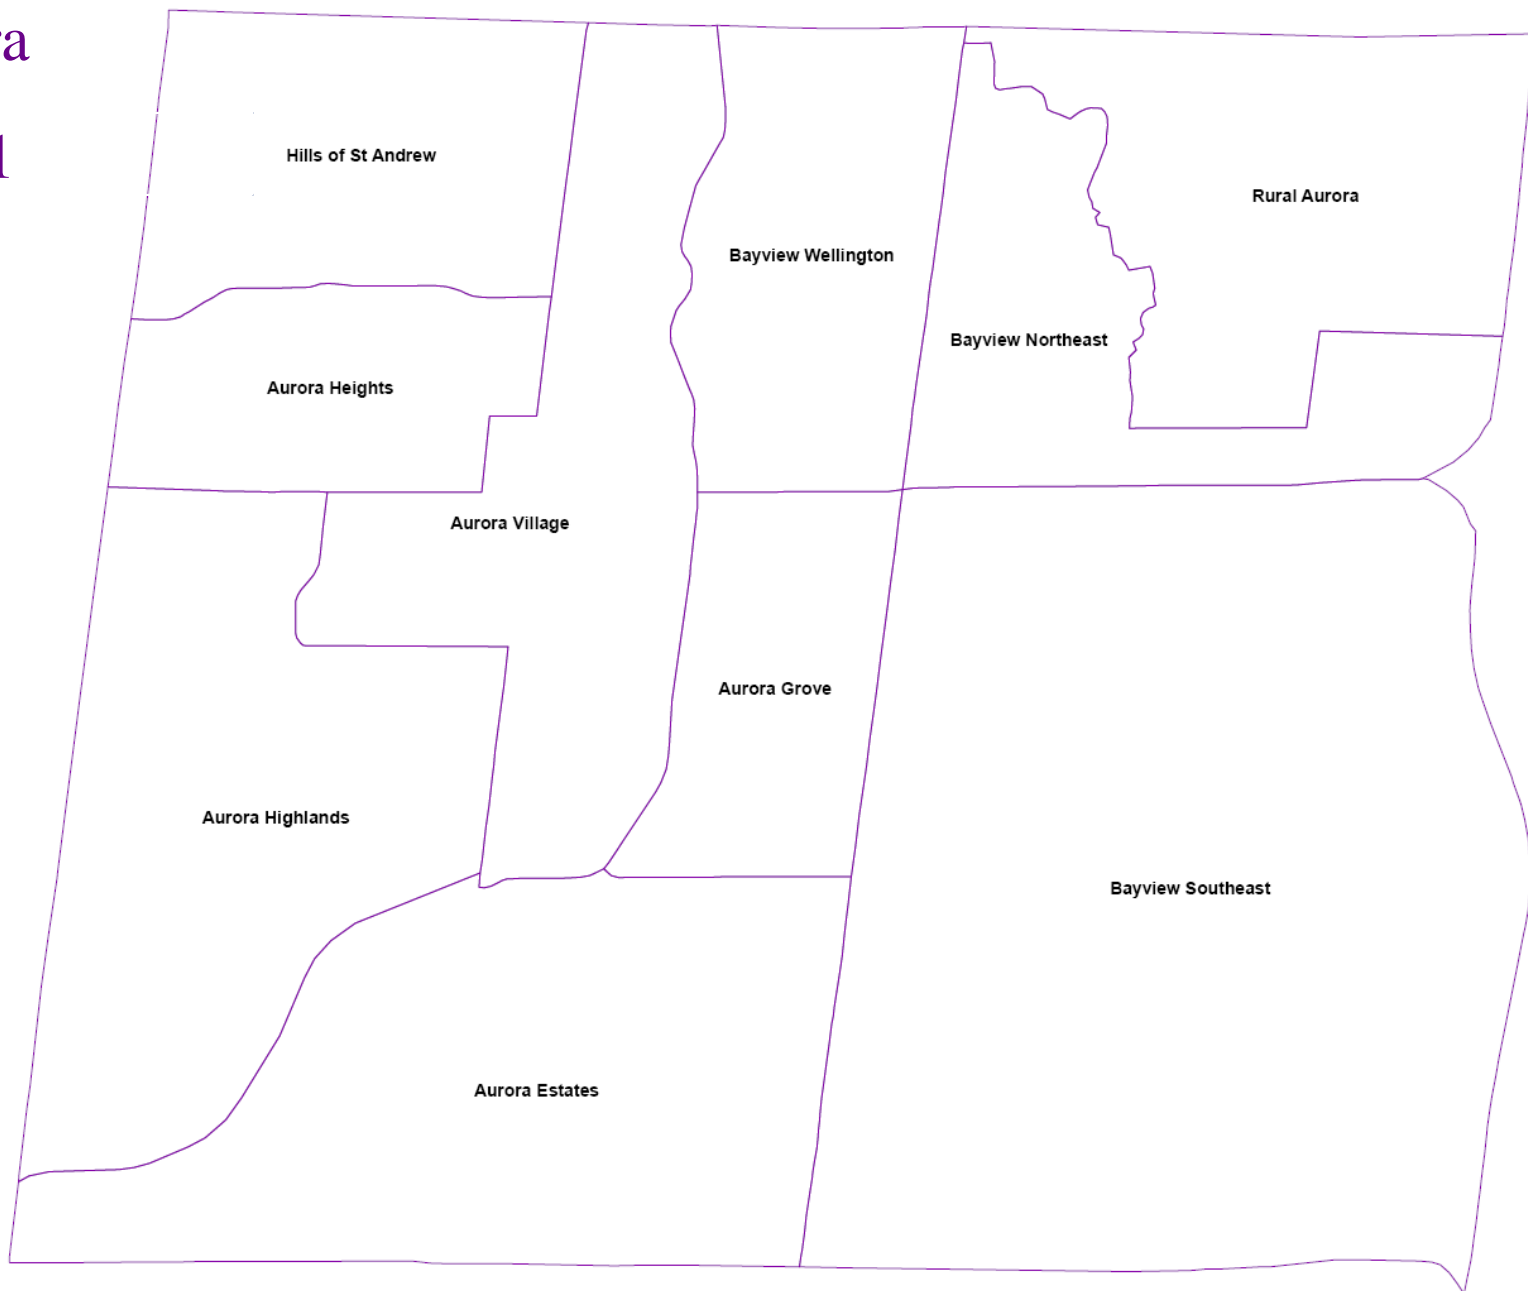 ra
Hills of St Andrew
Rural Aurora
Bayview Wellington
Bayview Northeast
Aurora Heights
Aurora Village
Aurora Grove
Aurora Highlands
Bayview Southeast
Aurora Estates